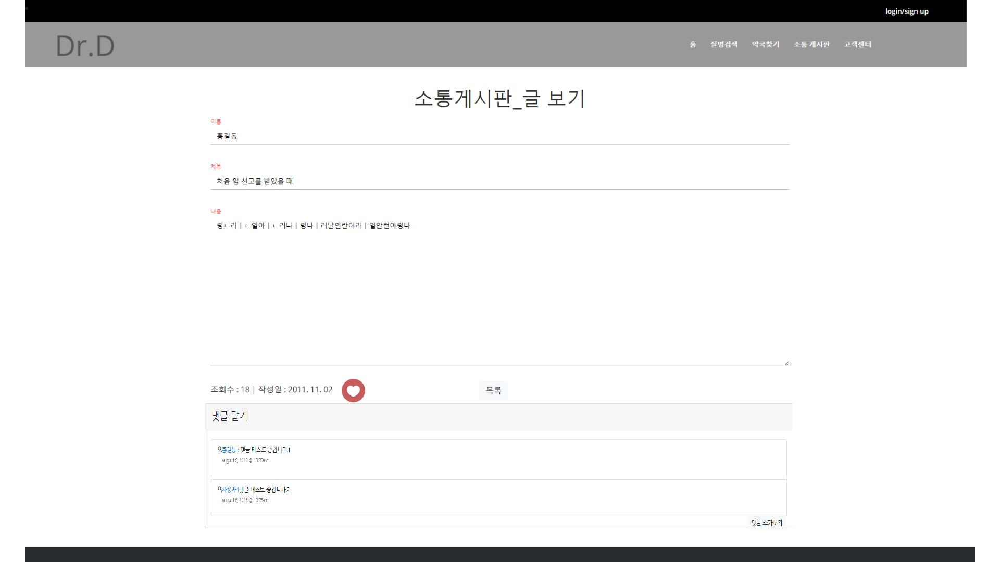 login/sign up
Dr.D
홈 질병검색 약국찾기 소통 게시판 고객센터
소통게시판_글 보기
이름
홍길동
제목
처음 암 선고를 받았을 때
내용
렁ㄴ라ㅣㄴ얼아ㅣㄴ러나ㅣ렁나ㅣ러날언란어라ㅣ얼안런아렁나
조회수 : 18 | 작성일 : 2011. 11. 02
목록
댓글 달기
홍길동 : 댓글 테스트 중입니다.1
August 6, 2016 @ 10:35am
사용자1 댓글 테스트 중입니다2
August 6, 2016 @ 10:35am
댓글 추가하기